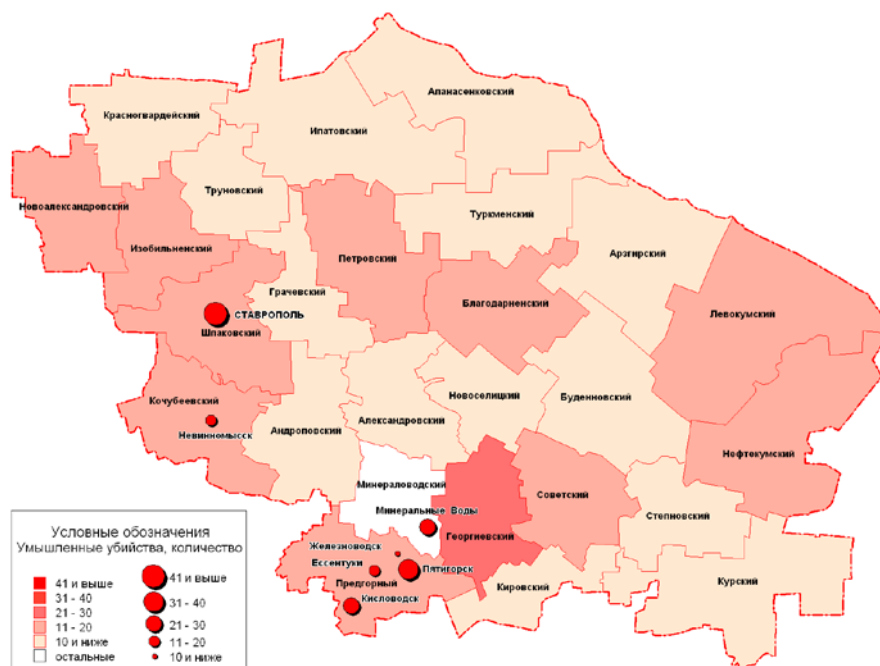 Апанасенковский
Красногвардейский
Ипатовский
Труновский
Новоалександровский
Туркменский
Изобильненский
Петровский
Арзгирский
Грачевский
Благодарненский
СТАВРОПОЛЬ
Левокумский
Шпаковский
Новоселицкий
Буденновский
Кочубеевский
Александровский
Невинномысск
Андроповский
Нефтекумский
Минераловодский
Советский
Минеральные Воды
Степновский
Георгиевский
Железноводск
Ессентуки
Пятигорск
Предгорный
Кировский
Курский
Кисловодск
Условные обозначения
Умышленные убийства, количество
41 и выше
31 - 40
21 - 30
11 - 20
10 и ниже
остальные
41 и выше
31 - 40
21 - 30
11 - 20
10 и ниже